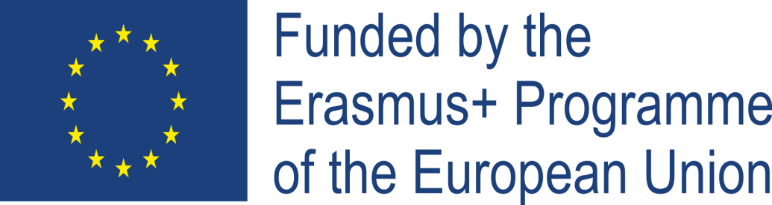 Funded by the
Erasmus+ Programme
of the European Union